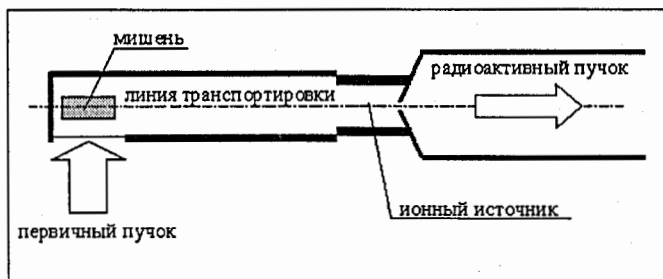 мишень
радиоактивный пучок
линия транспортировки
ионный источник
первичный пучок